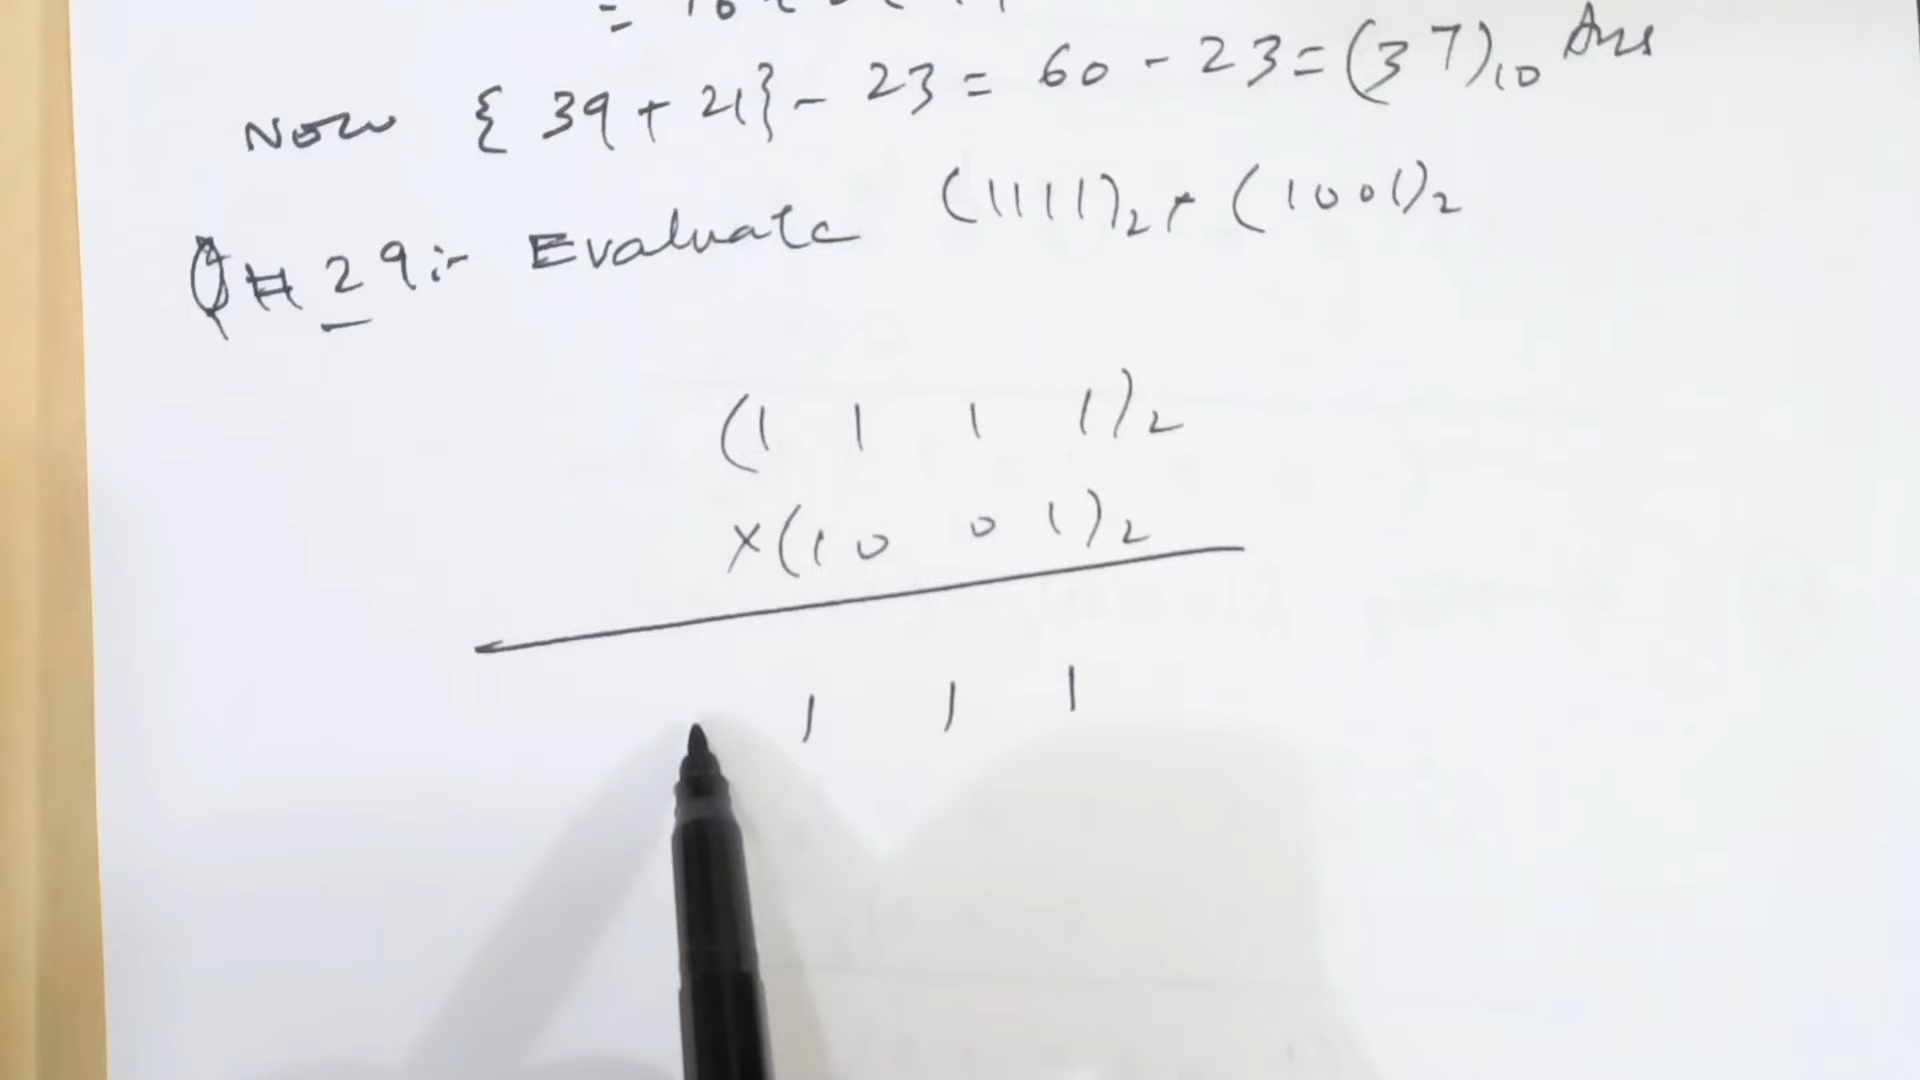 Now { 39 + 21} - 23 = 60 - 23 = (37)10 Ans
Q# 29:- Evaluate (1111)2 × (1001)2
(1 1 1 1)2
×(1 0 0 1)2
1 1 1